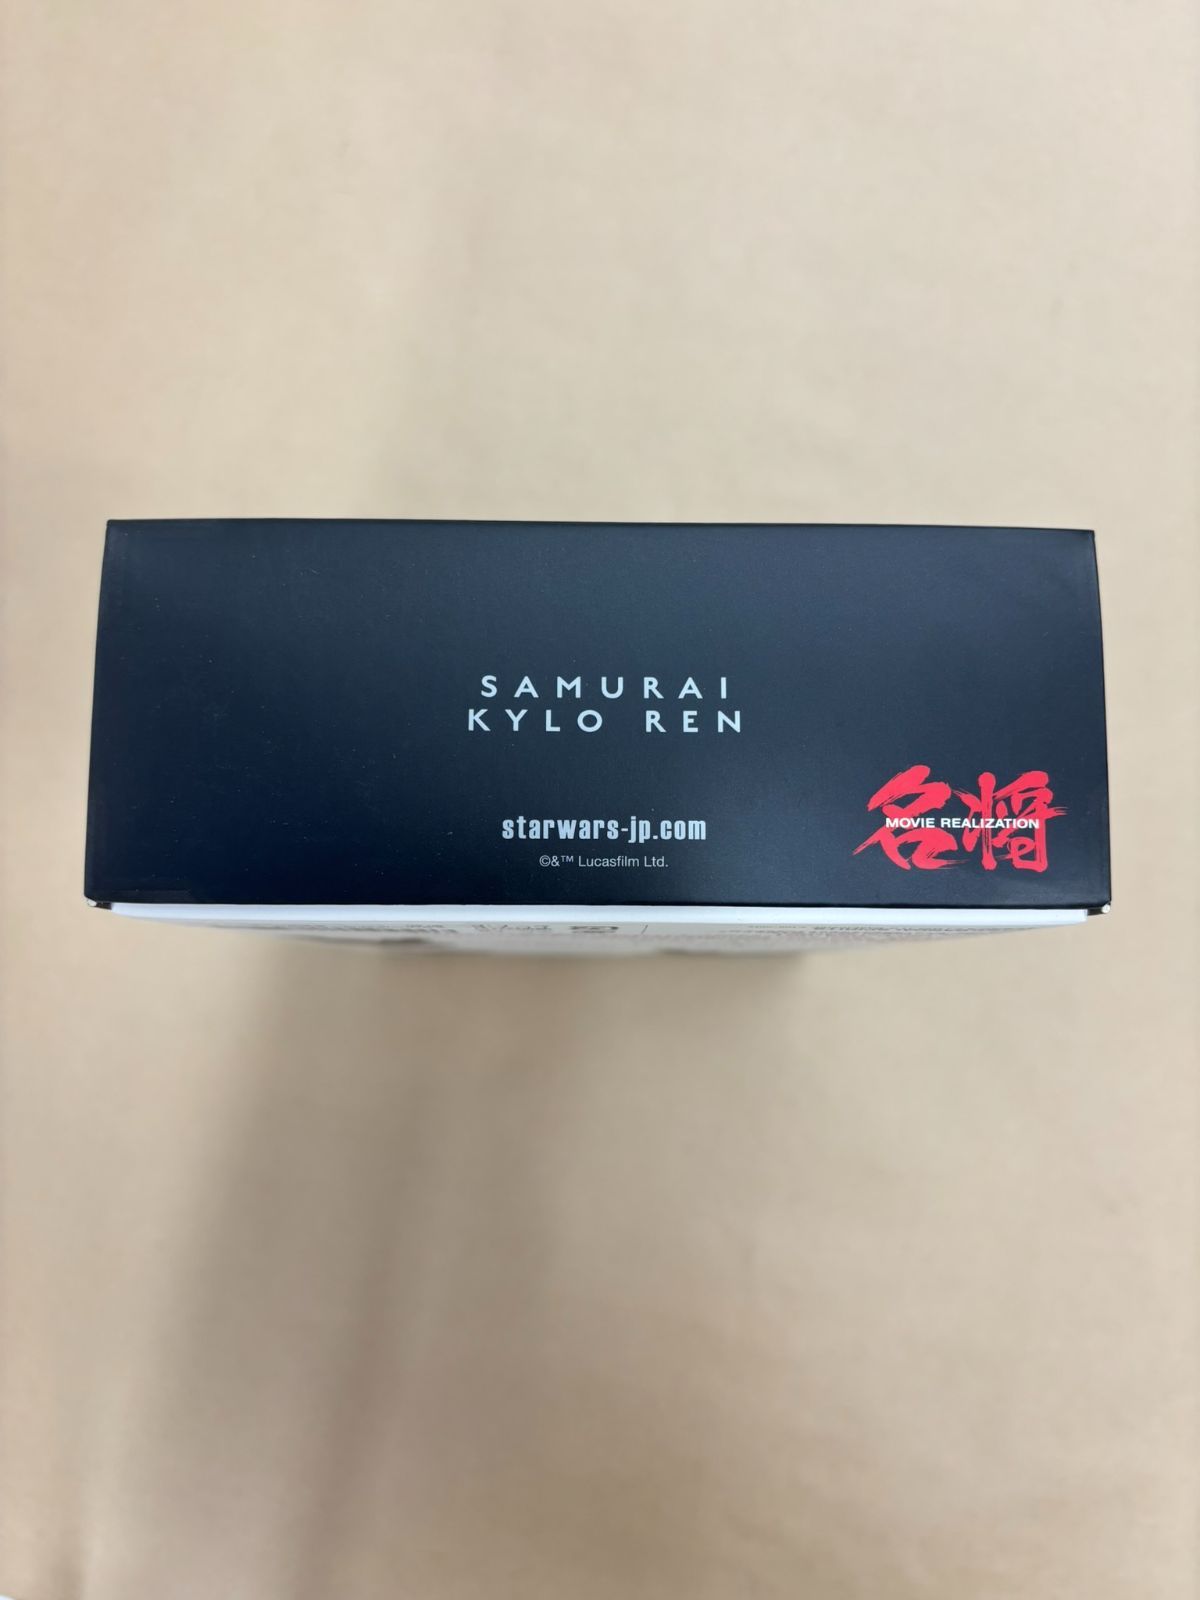 SAMURAI
KYLO REN
名将
MOVIE REALIZATION
starwars-jp.com
©&™ Lucasfilm Ltd.